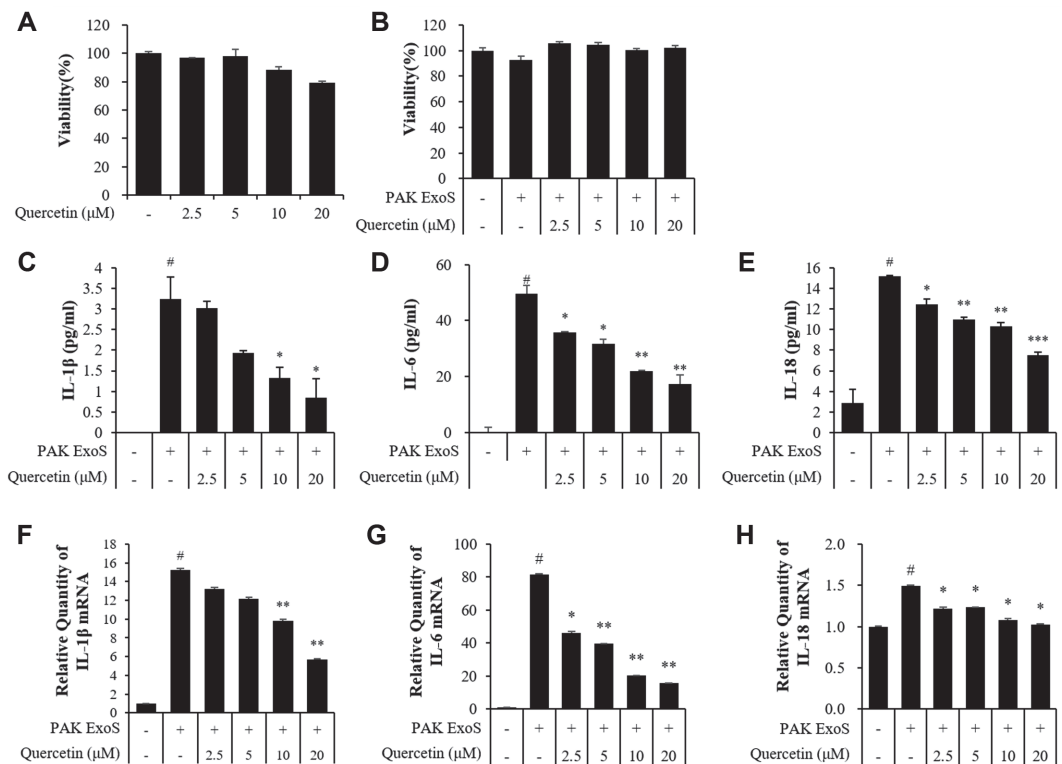 A
120
100
80
60
40
20
0
Viability(%)
Quercetin (μM) - 2.5 5 10 20
B
120
100
80
60
40
20
0
Viability(%)
PAK ExoS - + + + + +
Quercetin (μM) - - 2.5 5 10 20
C
4
3.5
3
2.5
2
1.5
1
0.5
0
IL-1β (pg/ml)
# * *
PAK ExoS - + + + + +
Quercetin (μM) - - 2.5 5 10 20
D
60
40
20
0
IL-6 (pg/ml)
# * * ** **
PAK ExoS - + + + + +
Quercetin (μM) - - 2.5 5 10 20
E
16
14
12
10
8
6
4
2
0
IL-18 (pg/ml)
# * ** ** ***
PAK ExoS - + + + + +
Quercetin (μM) - - 2.5 5 10 20
F
18
16
14
12
10
8
6
4
2
0
Relative Quantity of
IL-1β mRNA
# ** **
PAK ExoS - + + + + +
Quercetin (μM) - - 2.5 5 10 20
G
100
80
60
40
20
0
Relative Quantity of
IL-6 mRNA
# * ** ** **
PAK ExoS - + + + + +
Quercetin (μM) - - 2.5 5 10 20
H
2.0
1.5
1.0
0.5
0.0
Relative Quantity of
IL-18 mRNA
# * * * *
PAK ExoS - + + + + +
Quercetin (μM) - - 2.5 5 10 20